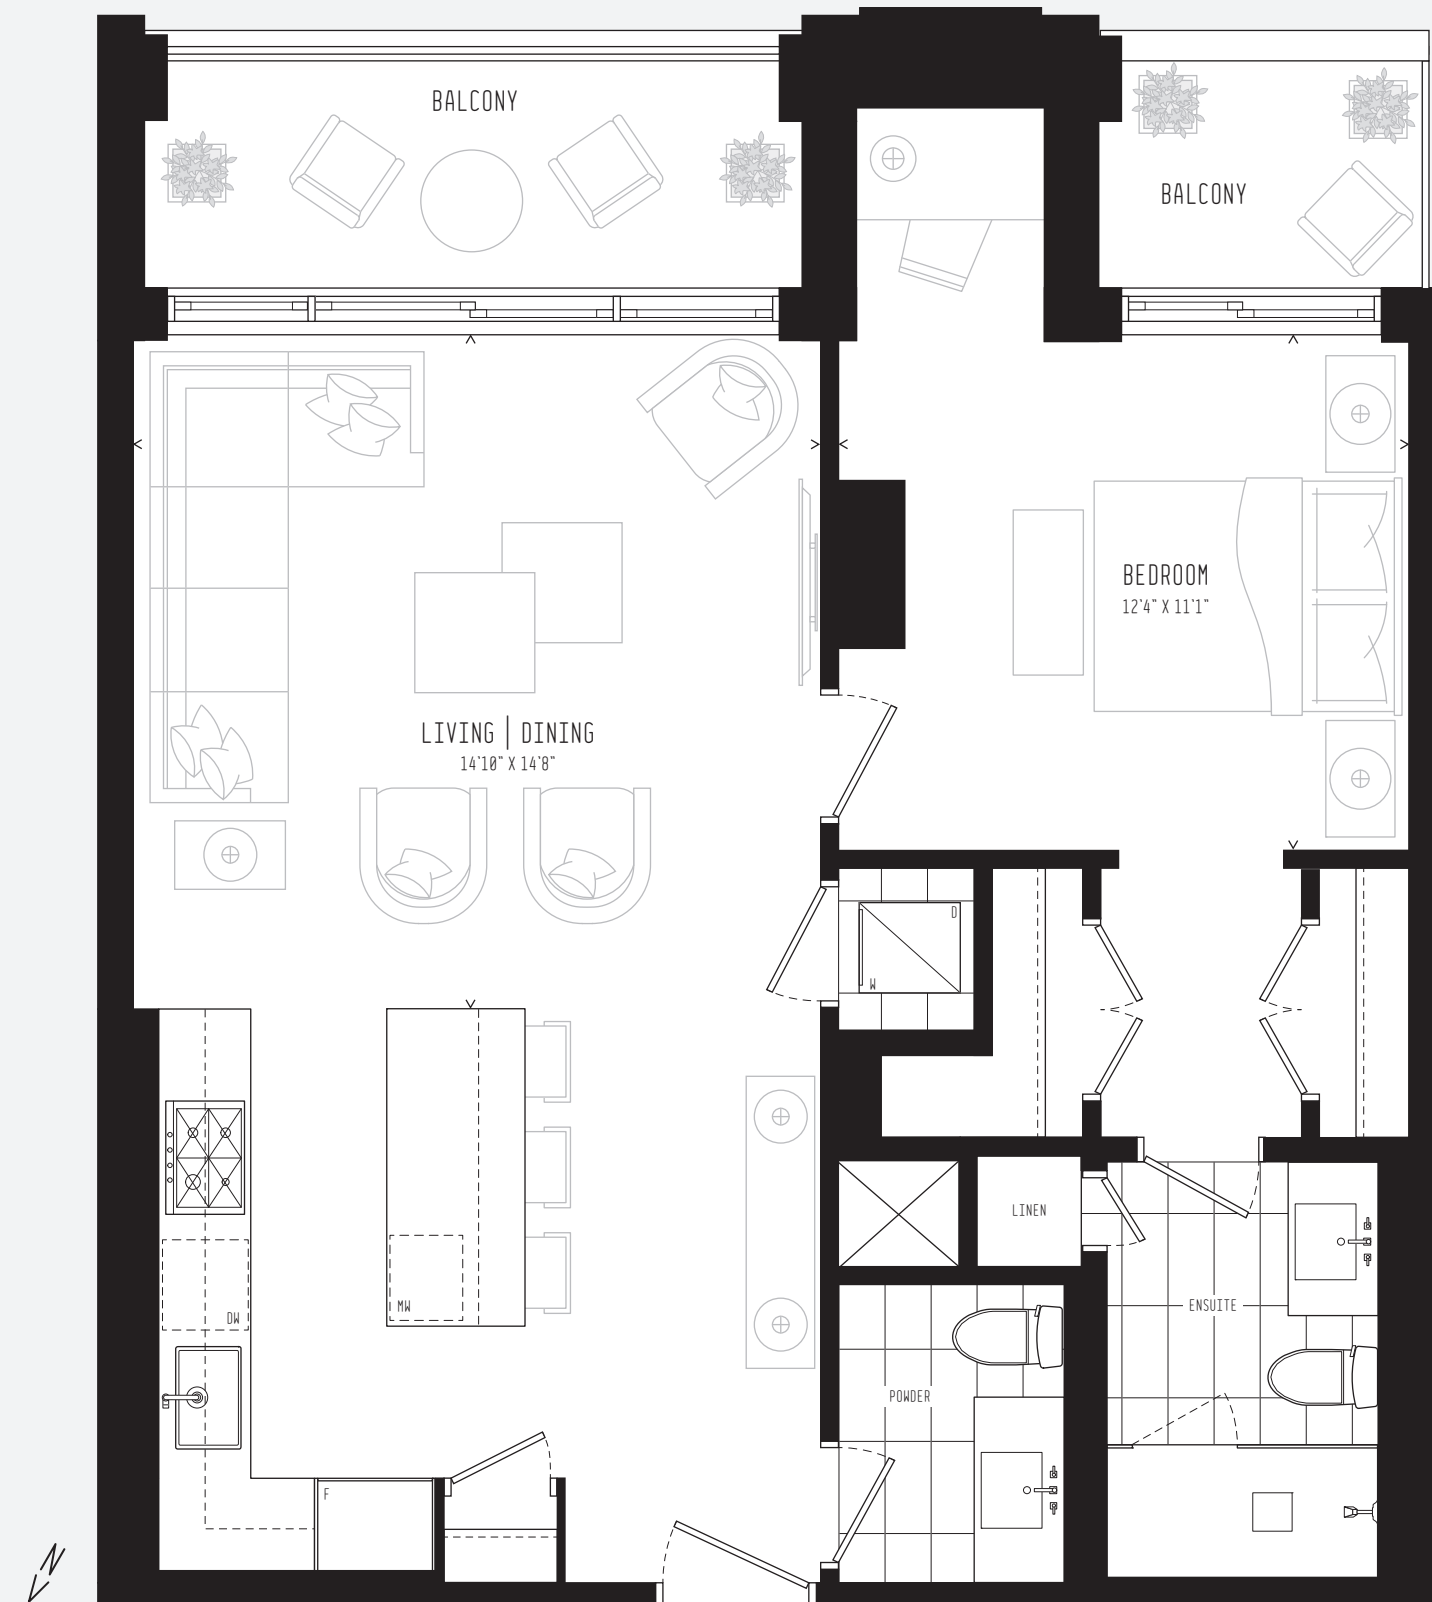 BALCONY
BALCONY
BEDROOM
12'4" X 11'1"
LIVING | DINING
14'10" X 14'8"
D
W
LINEN
MW
DW
ENSUITE
POWDER
F
N